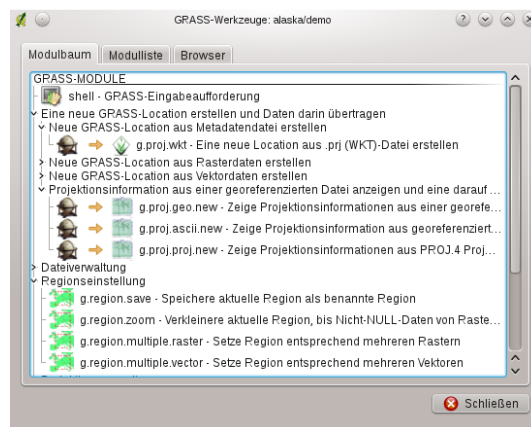 GRASS-Werkzeuge: alaska/demo
Modulbaum Modulliste Browser
GRASS-MODULE
shell - GRASS-Eingabeaufforderung
Eine neue GRASS-Location erstellen und Daten darin übertragen
Neue GRASS-Location aus Metadatendatei erstellen
g.proj.wkt - Eine neue Location aus .prj (WKT)-Datei erstellen
Neue GRASS-Location aus Rasterdaten erstellen
Neue GRASS-Location aus Vektordaten erstellen
Projektionsinformation aus einer georeferenzierten Datei anzeigen und eine darauf ...
g.proj.geo.new - Zeige Projektionsinformationen aus einer georefe...
g.proj.ascii.new - Zeige Projektionsinformation aus georeferenziert...
g.proj.proj.new - Zeige Projektionsinformationen aus PROJ.4 Proj...
Dateiverwaltung
Regionseinstellung
g.region.save - Speichere aktuelle Region als benannte Region
g.region.zoom - Verkleinere aktuelle Region, bis Nicht-NULL-Daten von Raste...
g.region.multiple.raster - Setze Region entsprechend mehreren Rastern
g.region.multiple.vector - Setze Region entsprechend mehreren Vektoren
Schließen